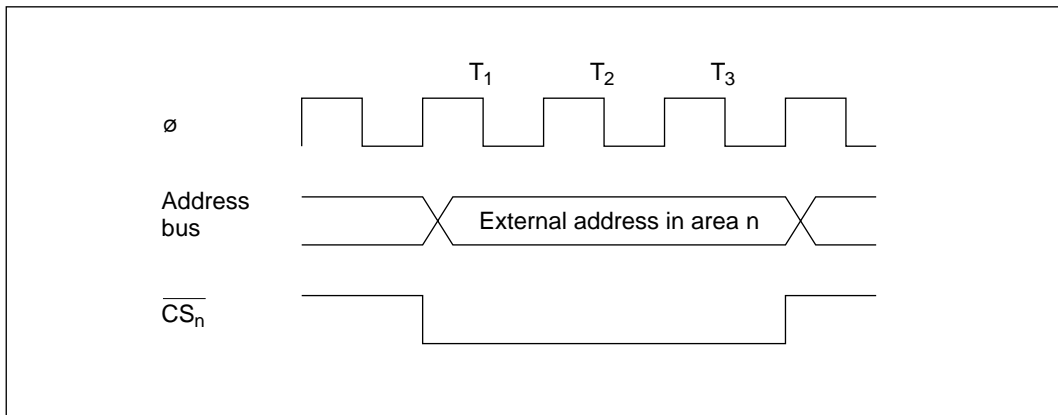 T1 T2 T3
ø
Address
bus
External address in area n
CSn